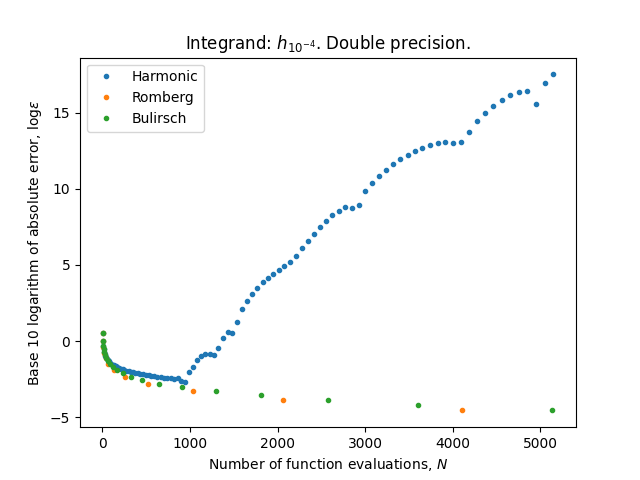 Integrand: h₁₀₋₄. Double precision.
Harmonic
Romberg
Bulirsch
Base 10 logarithm of absolute error, logε
15
10
5
0
−5
0
1000
2000
3000
4000
5000
Number of function evaluations, N